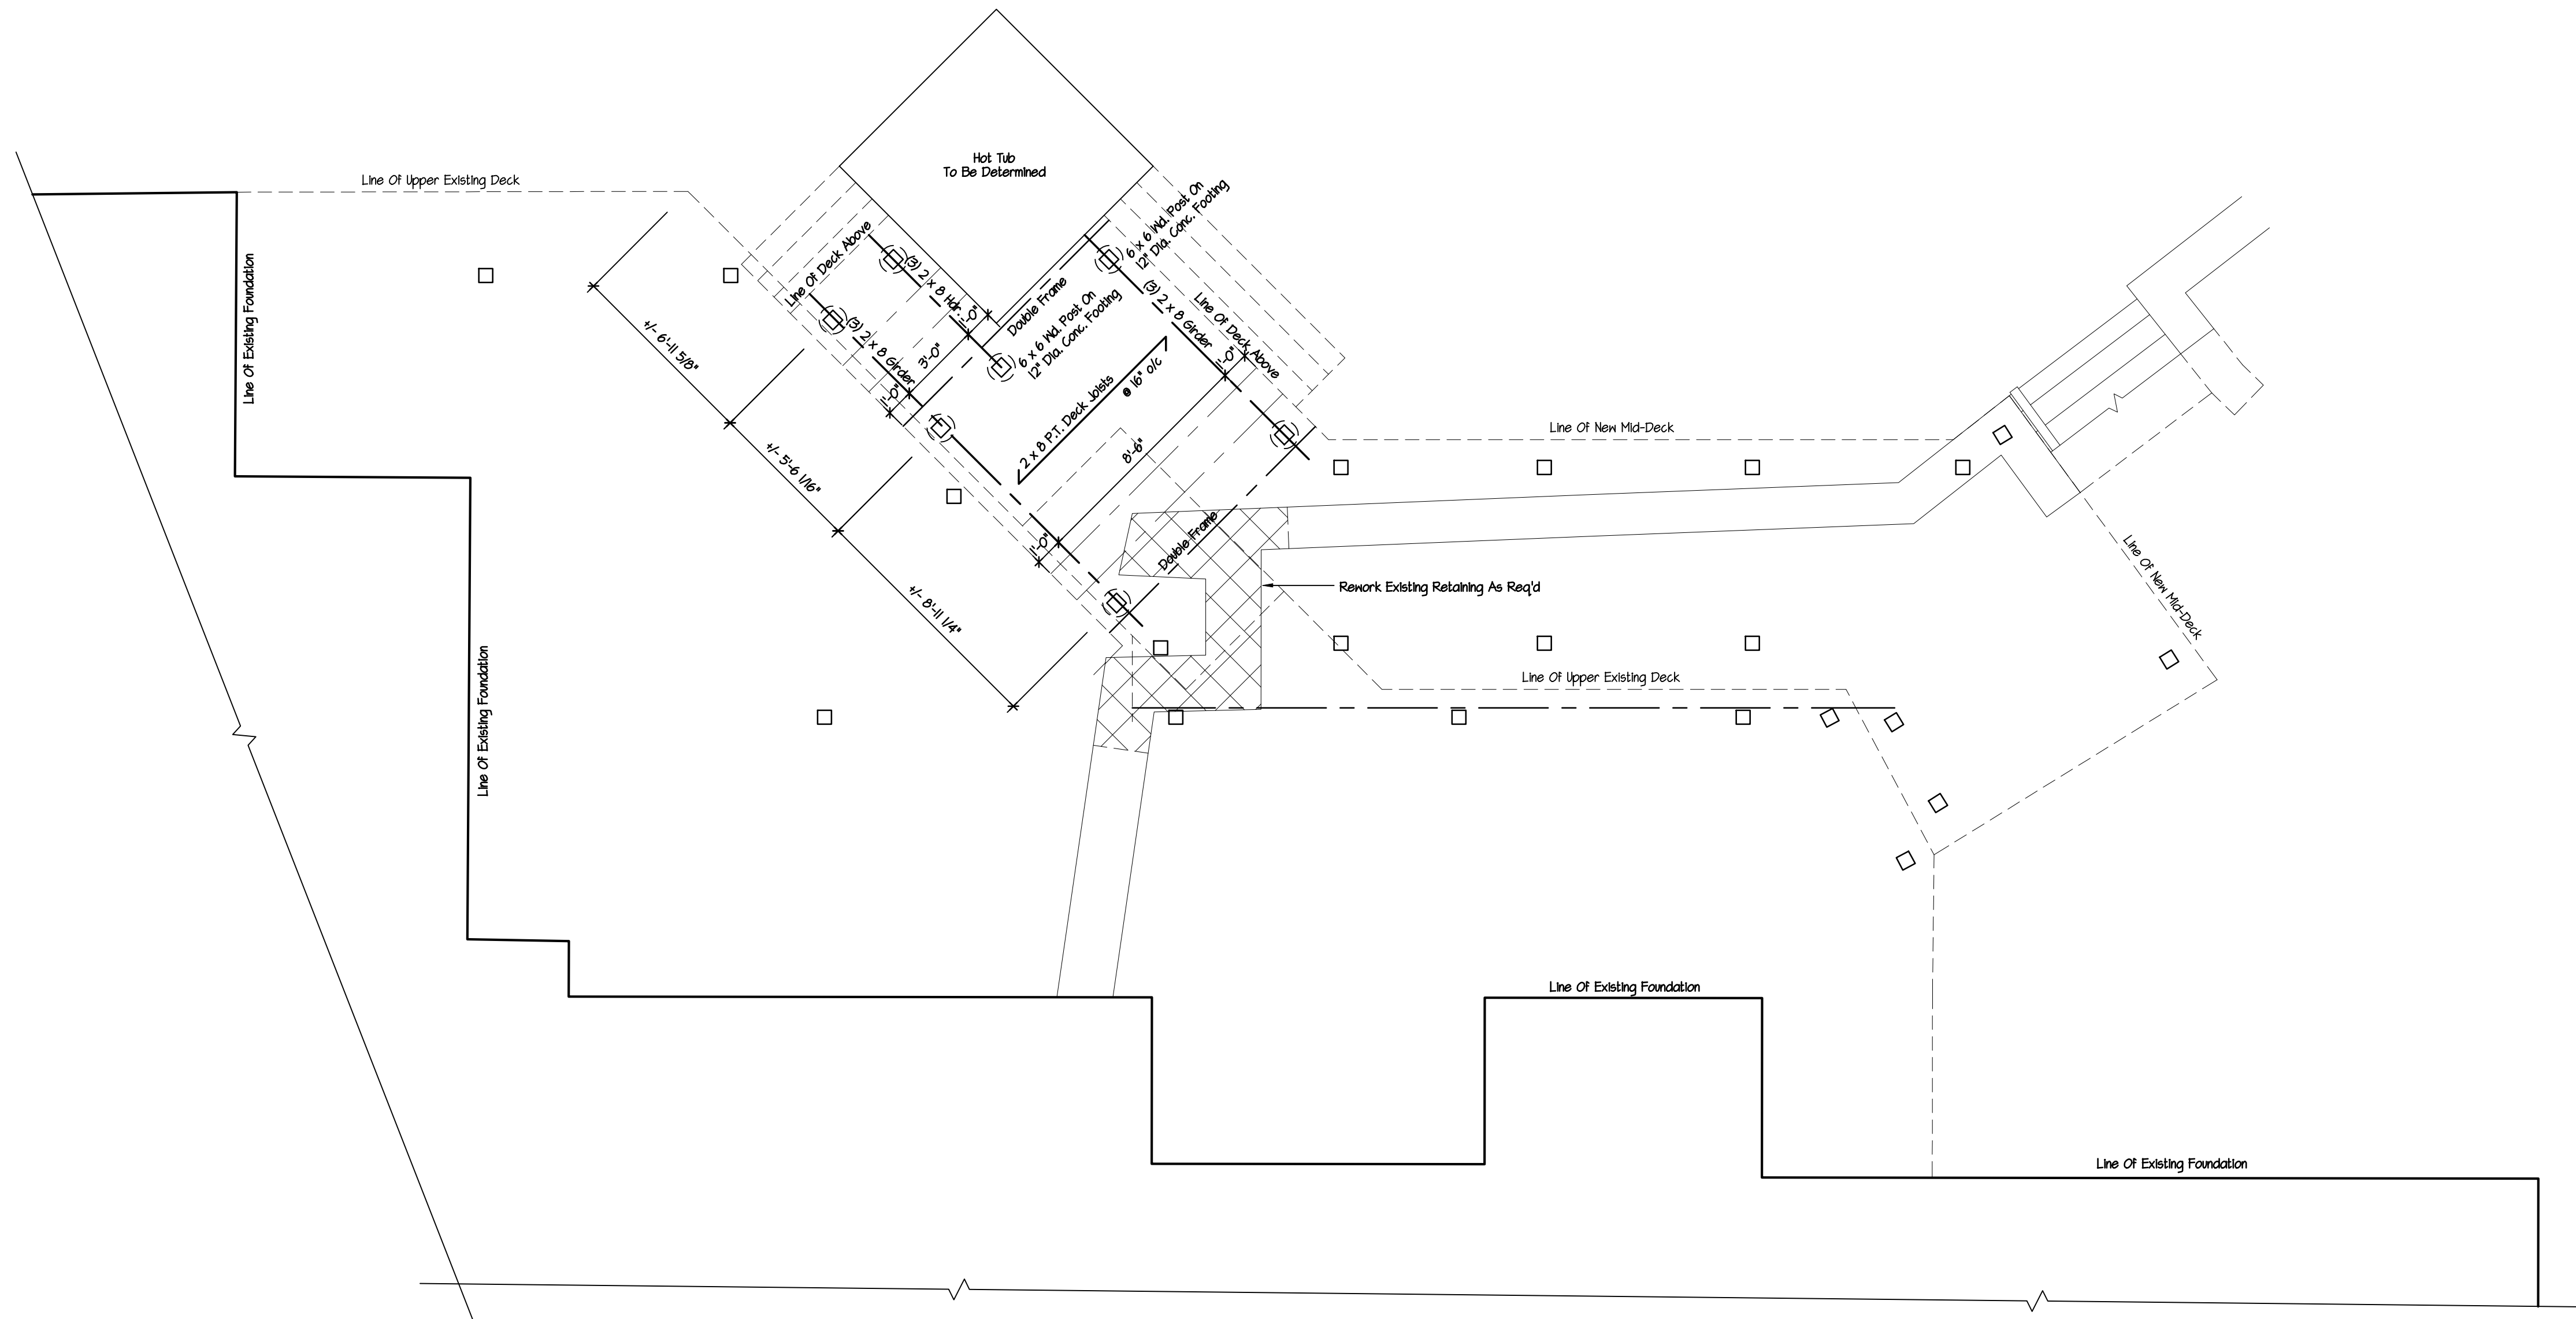 Hot Tub
To Be Determined
Line Of Upper Existing Deck
Line Of Existing Foundation
Line Of Deck Above
(3) 2 x 8 Hdr.
(3) 2 x 8 Girder
1'-0"
3'-0"
1'-0"
Double Frame
6 x 6 Wd. Post On
12" Dia. Conc. Footing
6 x 6 Wd. Post On
12" Dia. Conc. Footing
(3) 2 x 8 Girder
Line Of Deck Above
1'-0"
2 x 8 P.T. Deck Joists
@ 16" o/c
8'-6"
1'-0"
Double Frame
+/- 6'-11 5/8"
+/- 5'-6 1/16"
+/- 8'-11 1/4"
Line Of New Mid-Deck
Line Of New Mid-Deck
Rework Existing Retaining As Req'd
Line Of Upper Existing Deck
Line Of Existing Foundation
Line Of Existing Foundation
Line Of Existing Foundation